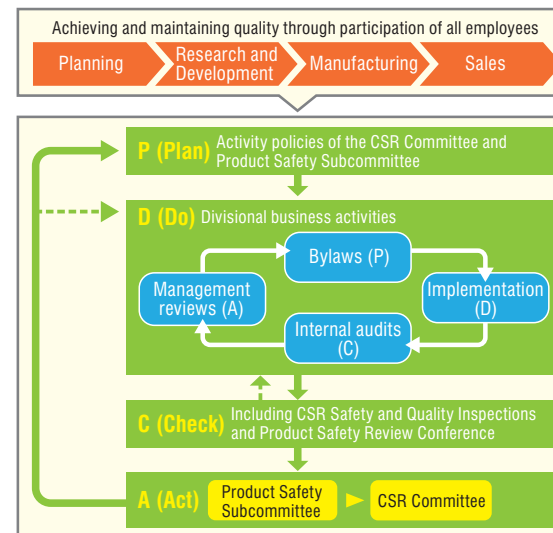 Achieving and maintaining quality through participation of all employees
Planning
Research and
Development
Manufacturing
Sales
P (Plan)
Activity policies of the CSR Committee and
Product Safety Subcommittee
D (Do) Divisional business activities
Bylaws (P)
Management
reviews (A)
Implementation
(D)
Internal audits
(C)
C (Check)
Including CSR Safety and Quality Inspections
and Product Safety Review Conference
A (Act)
Product Safety
Subcommittee
CSR Committee